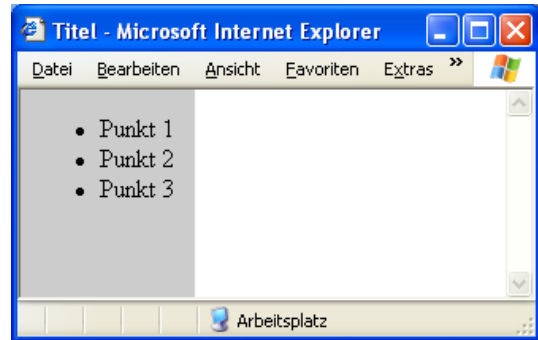 Titel - Microsoft Internet Explorer
Datei Bearbeiten Ansicht Favoriten Extras »
• Punkt 1
• Punkt 2
• Punkt 3
Arbeitsplatz